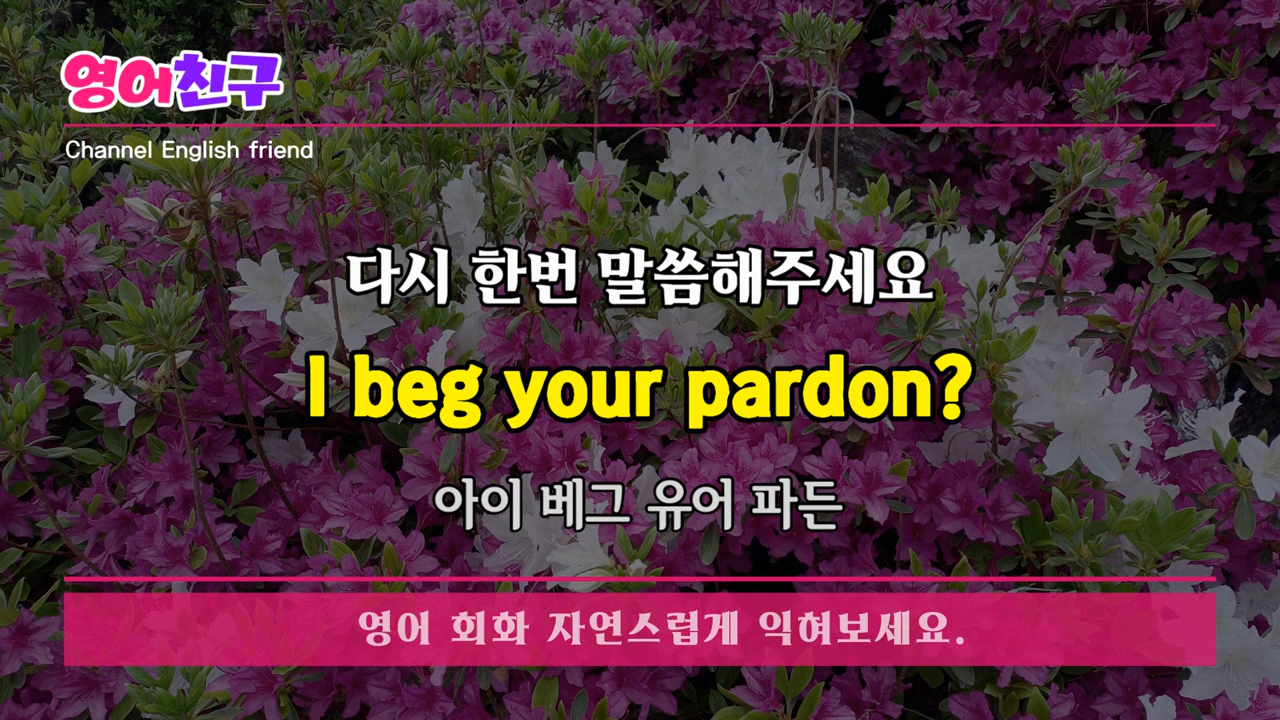 영어친구
Channel English friend
다시 한번 말씀해주세요
I beg your pardon?
아이 베그 유어 파든
영어 회화 자연스럽게 익혀보세요.